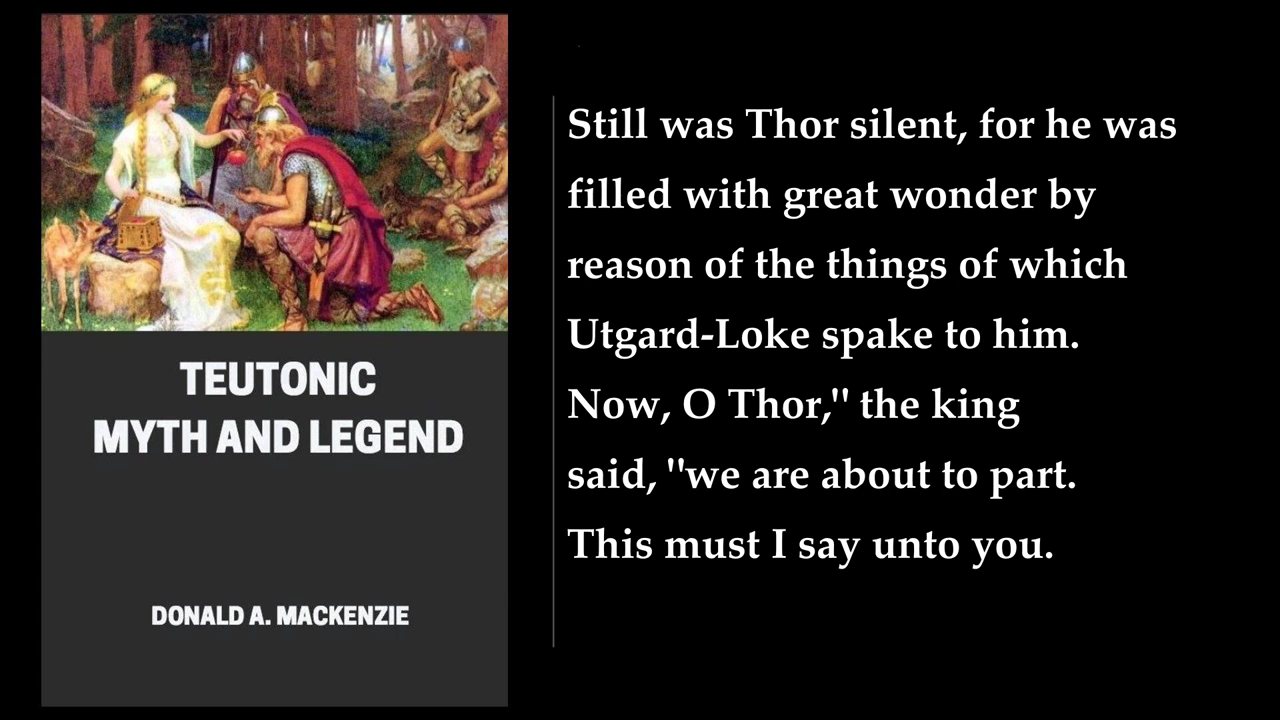 TEUTONIC
MYTH AND LEGEND
DONALD A. MACKENZIE
Still was Thor silent, for he was
filled with great wonder by
reason of the things of which
Utgard-Loke spake to him.
Now, O Thor," the king
said, "we are about to part.
This must I say unto you.